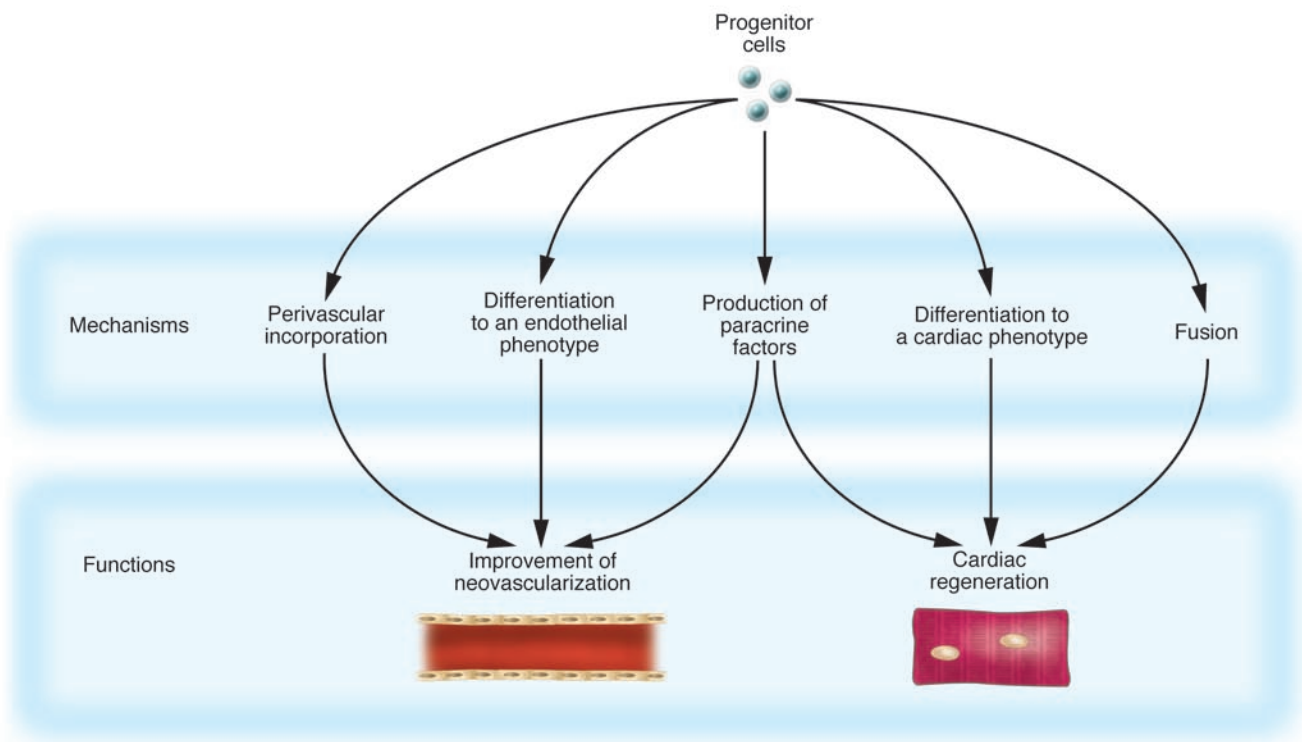 Progenitor
cells
Mechanisms
Perivascular
incorporation
Differentiation
to an endothelial
phenotype
Production of
paracrine
factors
Differentiation to
a cardiac phenotype
Fusion
Functions
Improvement of
neovascularization
Cardiac
regeneration